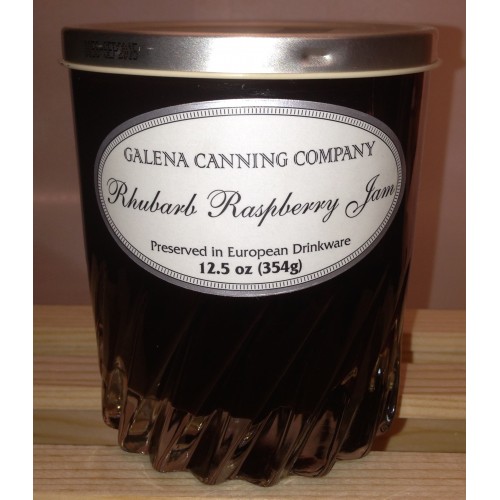 GALENA CANNING COMPANY
Rhubarb Raspberry Jam
Preserved in European Drinkware
12.5 oz (354g)